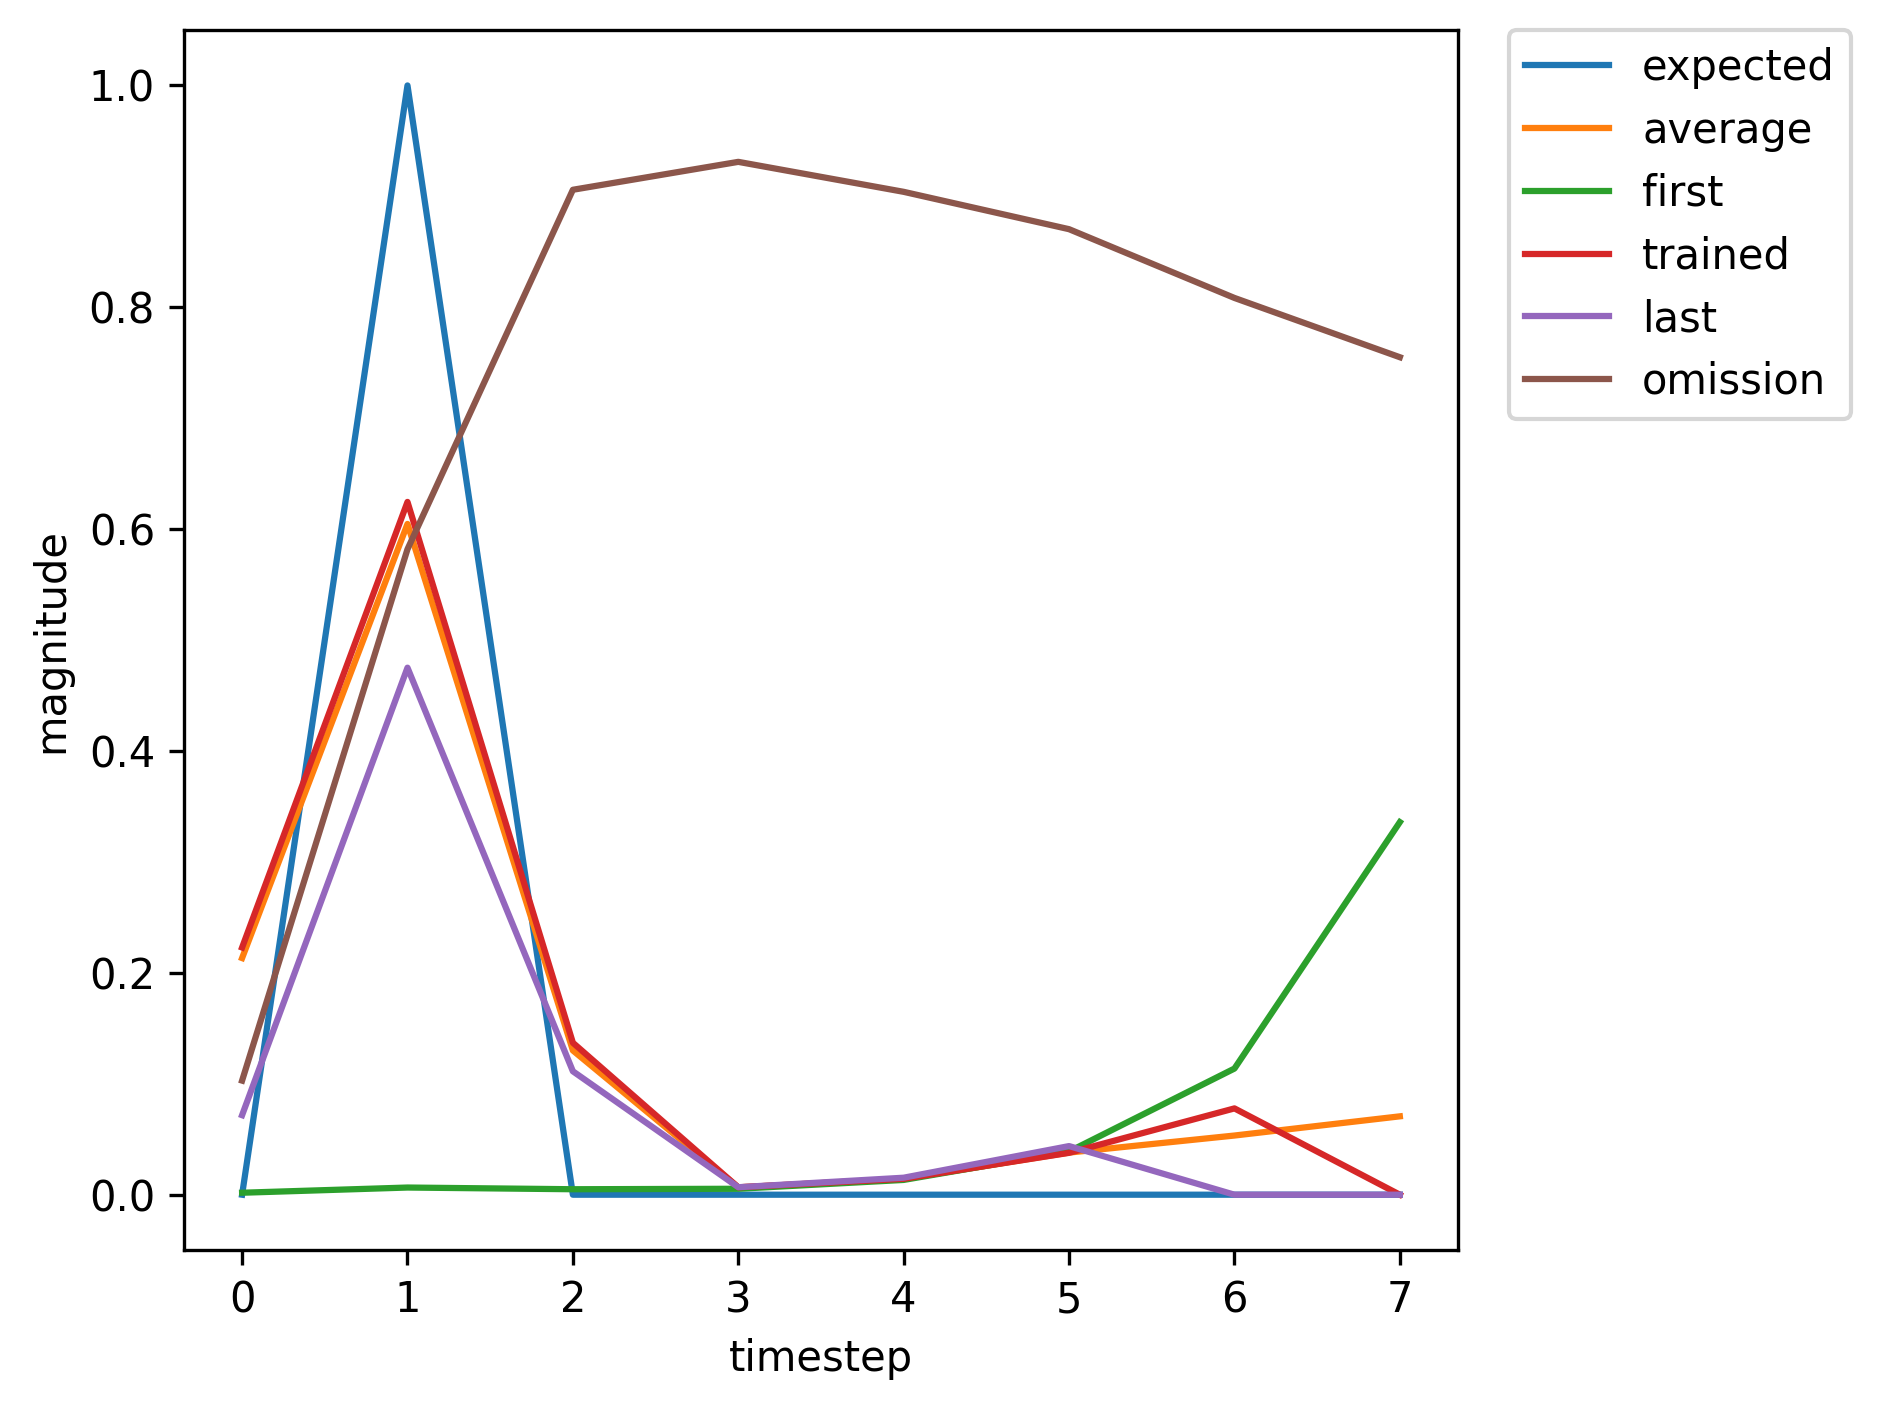 1.0
0.8
0.6
0.4
0.2
0.0
magnitude
0 1 2 3 4 5 6 7
timestep
expected
average
first
trained
last
omission